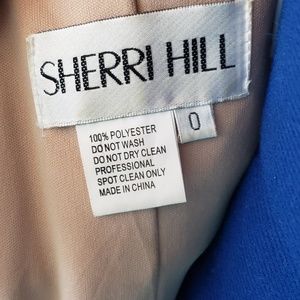 SHERRI HILL
0
100% POLYESTER
DO NOT WASH
DO NOT DRY CLEAN
PROFESSIONAL
SPOT CLEAN ONLY
MADE IN CHINA